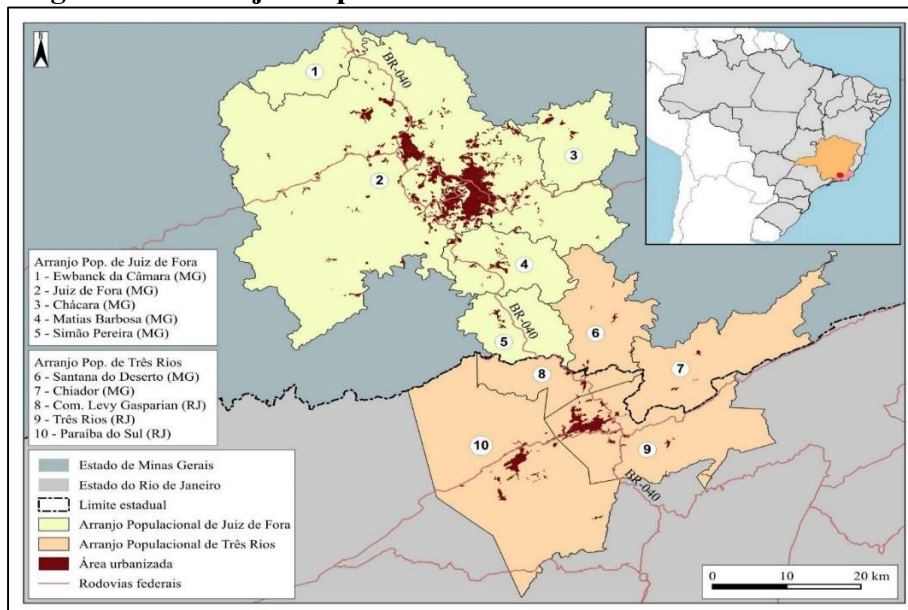 N
BR-040
1
2
3
4
5
BR-040
6
7
8
9
10
BR-040
Arranjo Pop. de Juiz de Fora
1 - Ewbanck da Câmara (MG)
2 - Juiz de Fora (MG)
3 - Chácara (MG)
4 - Matias Barbosa (MG)
5 - Simão Pereira (MG)
Arranjo Pop. de Três Rios
6 - Santana do Deserto (MG)
7 - Chiador (MG)
8 - Com. Levy Gasparian (RJ)
9 - Três Rios (RJ)
10 - Paraíba do Sul (RJ)
Estado de Minas Gerais
Estado do Rio de Janeiro
Limite estadual
Arranjo Populacional de Juiz de Fora
Arranjo Populacional de Três Rios
Área urbanizada
Rodovias federais
0 10 20 km